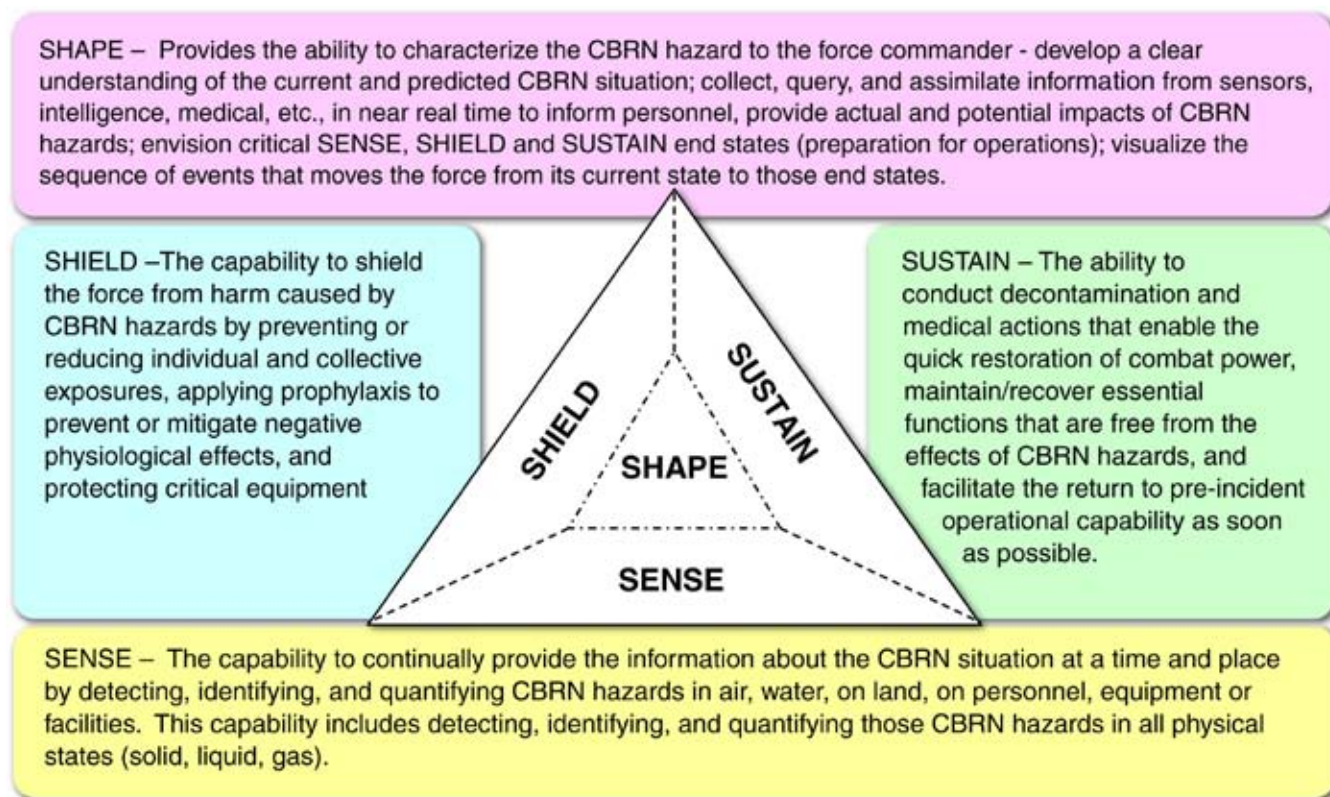 SHAPE – Provides the ability to characterize the CBRN hazard to the force commander - develop a clear
understanding of the current and predicted CBRN situation; collect, query, and assimilate information from sensors,
intelligence, medical, etc., in near real time to inform personnel, provide actual and potential impacts of CBRN
hazards; envision critical SENSE, SHIELD and SUSTAIN end states (preparation for operations); visualize the
sequence of events that moves the force from its current state to those end states.
SHIELD –The capability to shield
the force from harm caused by
CBRN hazards by preventing or
reducing individual and collective
exposures, applying prophylaxis to
prevent or mitigate negative
physiological effects, and
protecting critical equipment
SHIELD
SUSTAIN
SHAPE
SENSE
SUSTAIN – The ability to
conduct decontamination and
medical actions that enable the
quick restoration of combat power,
maintain/recover essential
functions that are free from the
effects of CBRN hazards, and
facilitate the return to pre-incident
operational capability as soon
as possible.
SENSE – The capability to continually provide the information about the CBRN situation at a time and place
by detecting, identifying, and quantifying CBRN hazards in air, water, on land, on personnel, equipment or
facilities. This capability includes detecting, identifying, and quantifying those CBRN hazards in all physical
states (solid, liquid, gas).